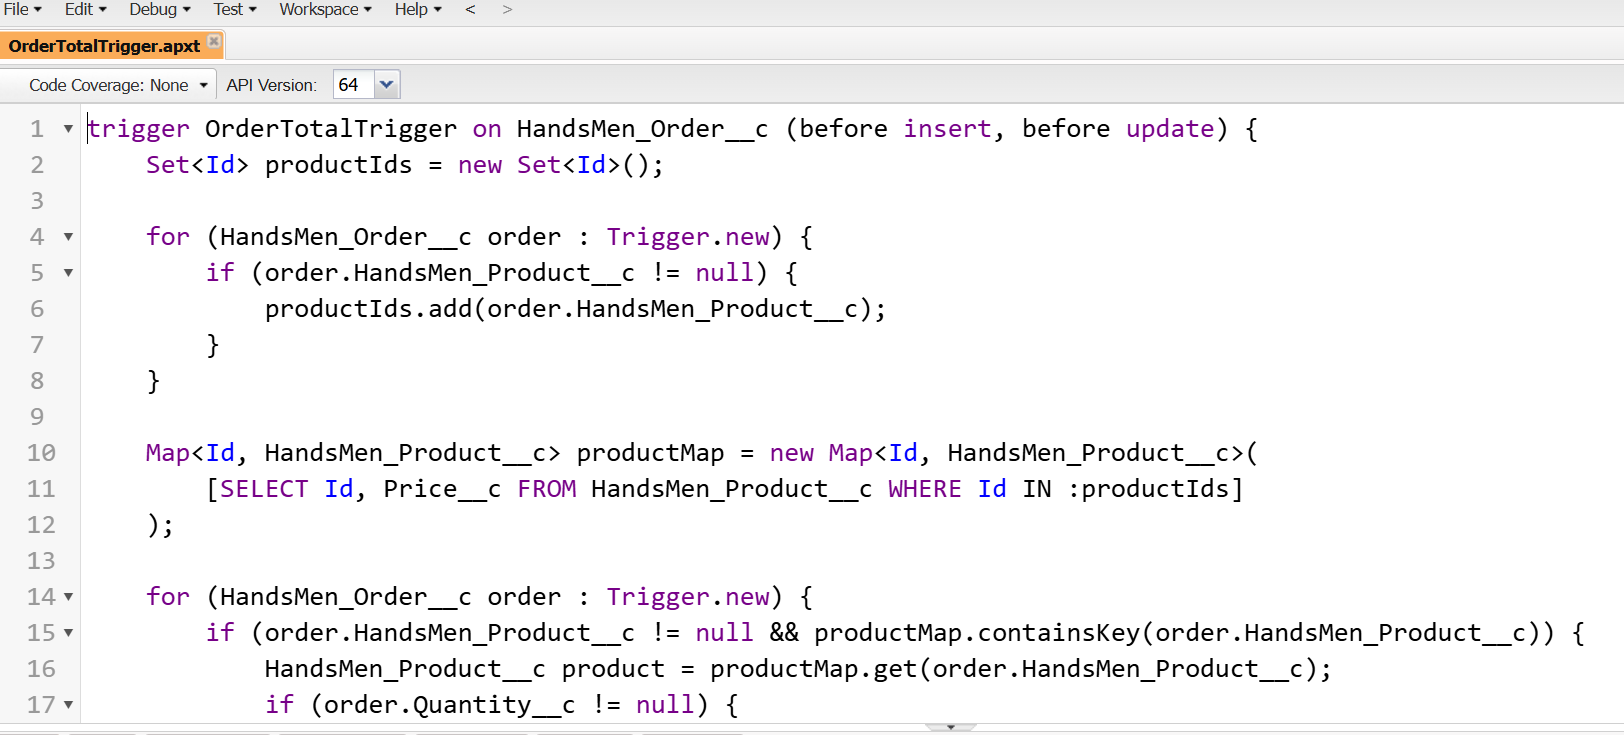 File Edit Debug Test Workspace Help < >
OrderTotalTrigger.apxt
Code Coverage: None API Version: 64
1 trigger OrderTotalTrigger on HandsMen_Order__c (before insert, before update) {
2     Set<Id> productIds = new Set<Id>();
3
4     for (HandsMen_Order__c order : Trigger.new) {
5         if (order.HandsMen_Product__c != null) {
6             productIds.add(order.HandsMen_Product__c);
7         }
8     }
9
10     Map<Id, HandsMen_Product__c> productMap = new Map<Id, HandsMen_Product__c>(
11         [SELECT Id, Price__c FROM HandsMen_Product__c WHERE Id IN :productIds]
12     );
13
14     for (HandsMen_Order__c order : Trigger.new) {
15         if (order.HandsMen_Product__c != null && productMap.containsKey(order.HandsMen_Product__c)) {
16             HandsMen_Product__c product = productMap.get(order.HandsMen_Product__c);
17             if (order.Quantity__c != null) {